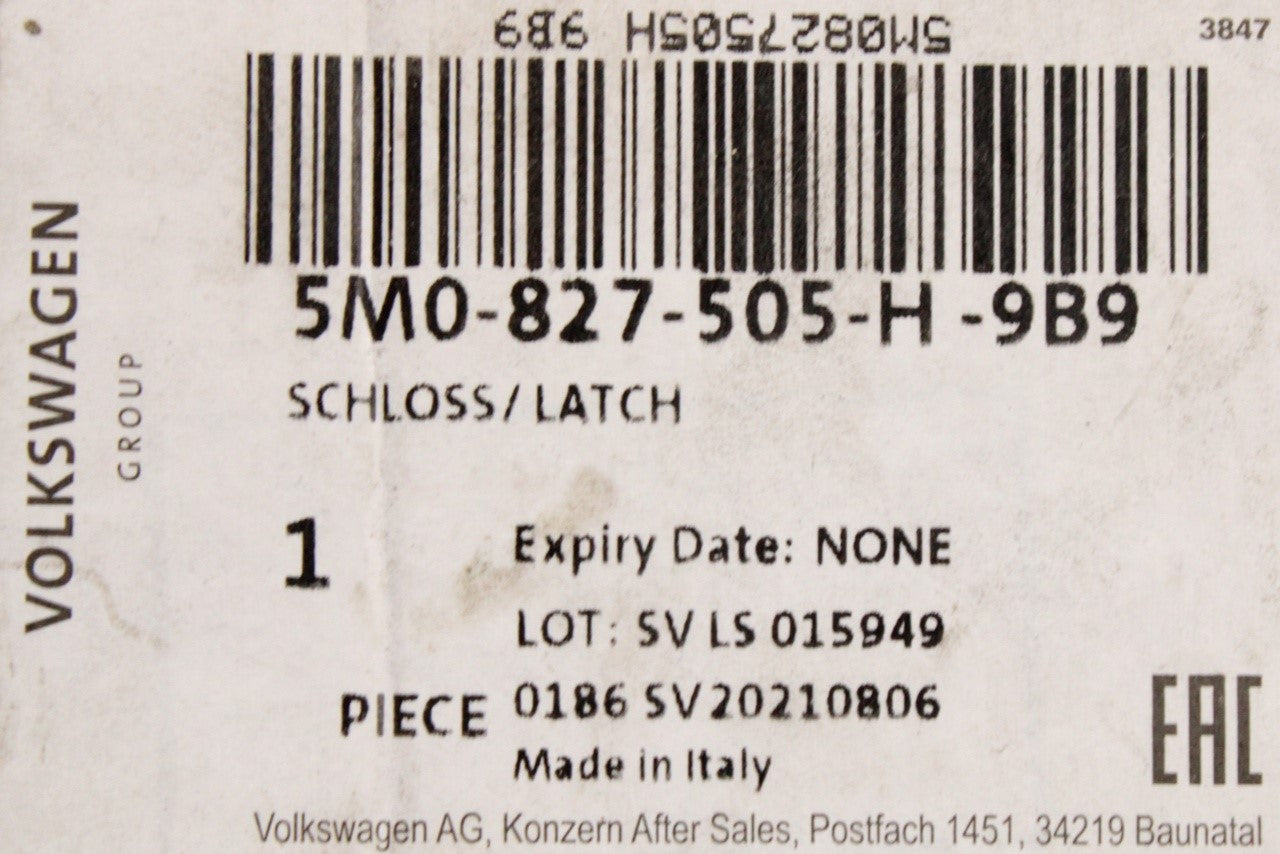 5M0827505H 9B9
3847
5M0-827-505-H -9B9
SCHLOSS/ LATCH
VOLKSWAGEN
GROUP
1
Expiry Date: NONE
LOT: SV LS 015949
PIECE
0186 SV20210806
Made in Italy
EAC
Volkswagen AG, Konzern After Sales, Postfach 1451, 34219 Baunatal